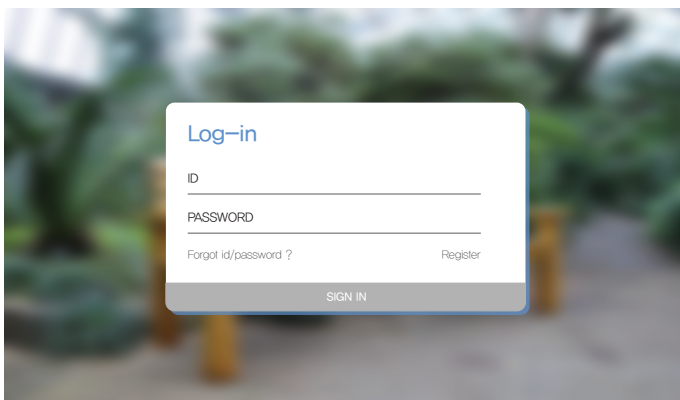 Log-in
ID
PASSWORD
Forgot id/password ? Register
SIGN IN